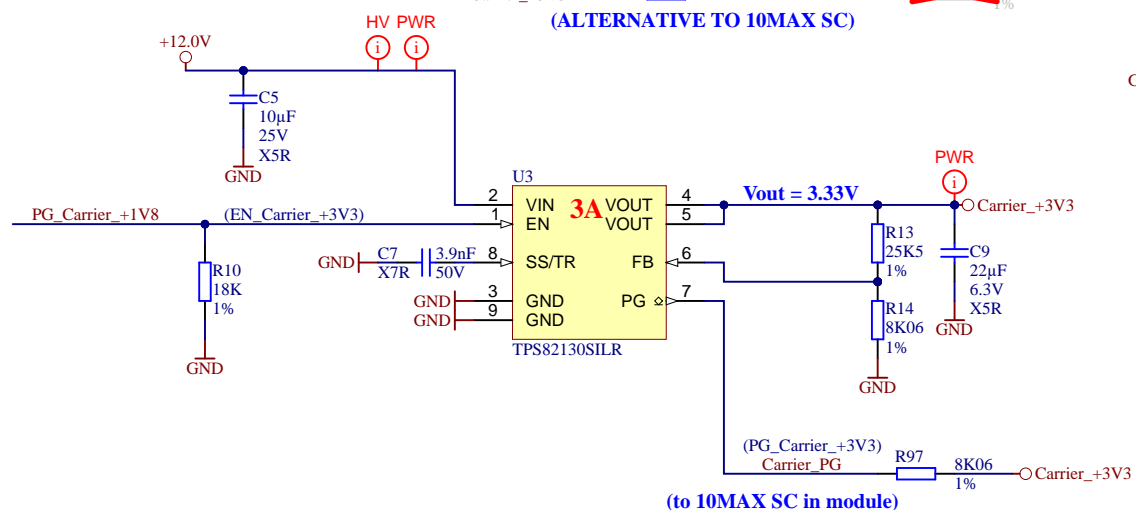 (ALTERNATIVE TO 10MAX SC)
1%
HV PWR
i i
+12.0V
C5
10µF
25V
X5R
GND
U3
PWR
i
2 VIN 3A VOUT 4
1 EN VOUT 5
Vout = 3.33V
Carrier_+3V3
PG_Carrier_+1V8
(EN_Carrier_+3V3)
R13
25K5
1%
C9
22µF
6.3V
X5R
GND
GND
C7
X7R
3.9nF
50V
8 SS/TR FB 6
R10
18K
1%
GND
GND 3 GND PG 7
GND 9 GND
R14
8K06
1%
GND
TPS82130SILR
(PG_Carrier_+3V3)
Carrier_PG
R97
8K06
1%
Carrier_+3V3
(to 10MAX SC in module)